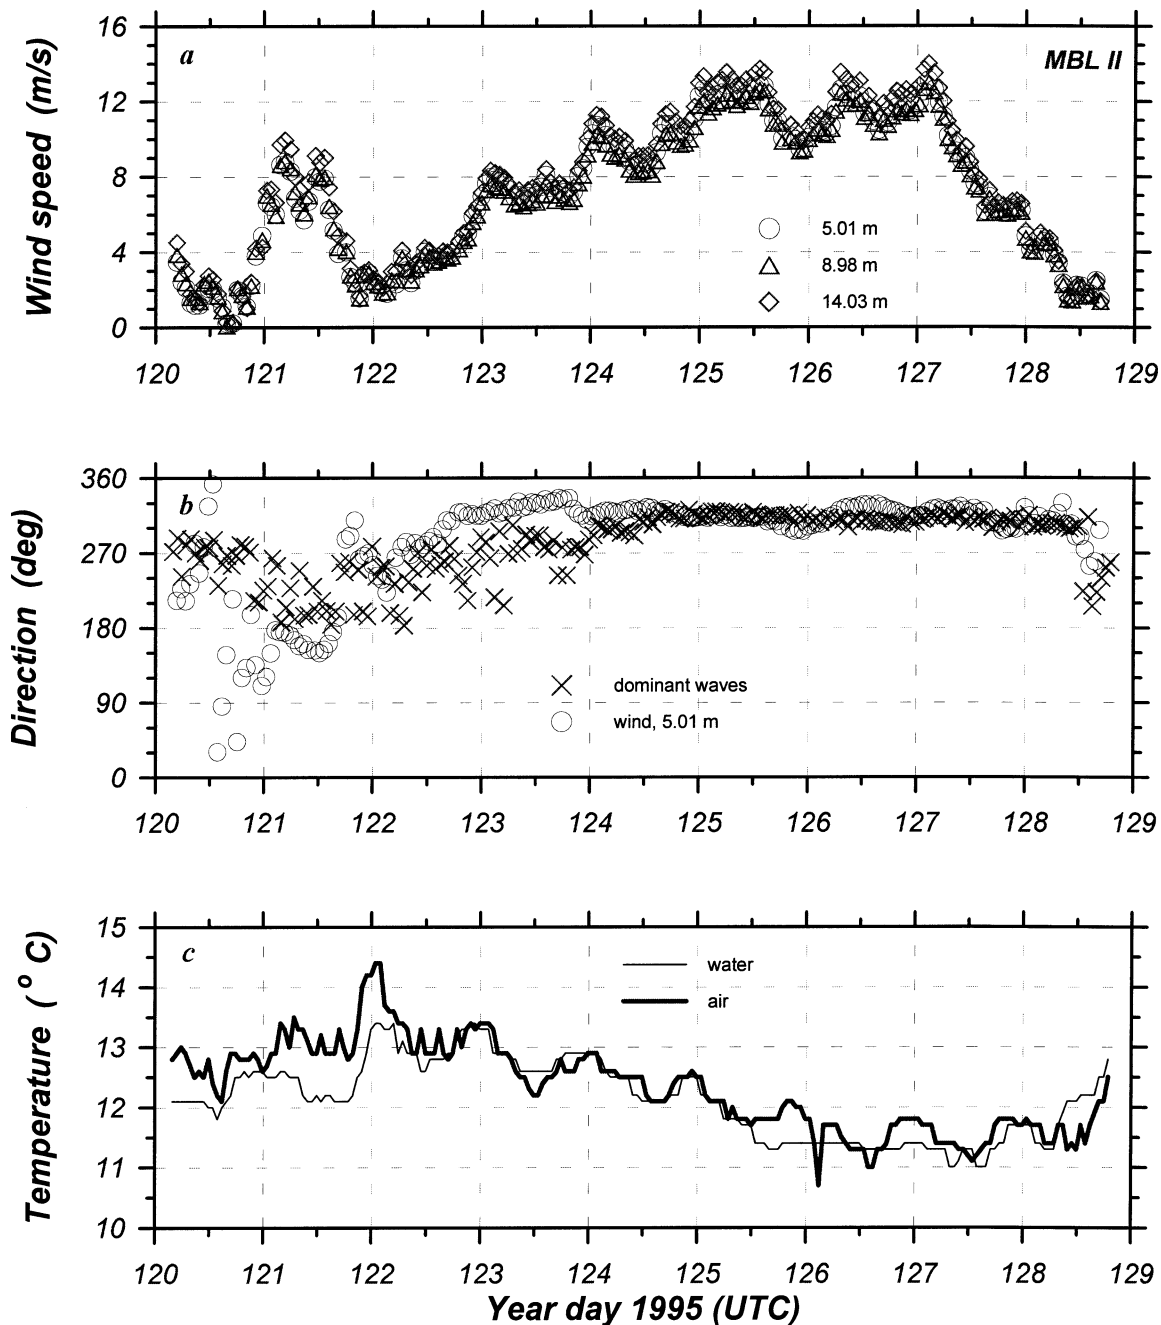 16
12
8
4
0
Wind speed (m/s)
a
MBL II
5.01 m
8.98 m
14.03 m
120 121 122 123 124 125 126 127 128 129
360
270
180
90
0
Direction (deg)
b
dominant waves
wind, 5.01 m
120 121 122 123 124 125 126 127 128 129
15
14
13
12
11
10
Temperature (° C)
c
water
air
120 121 122 123 124 125 126 127 128 129
Year day 1995 (UTC)